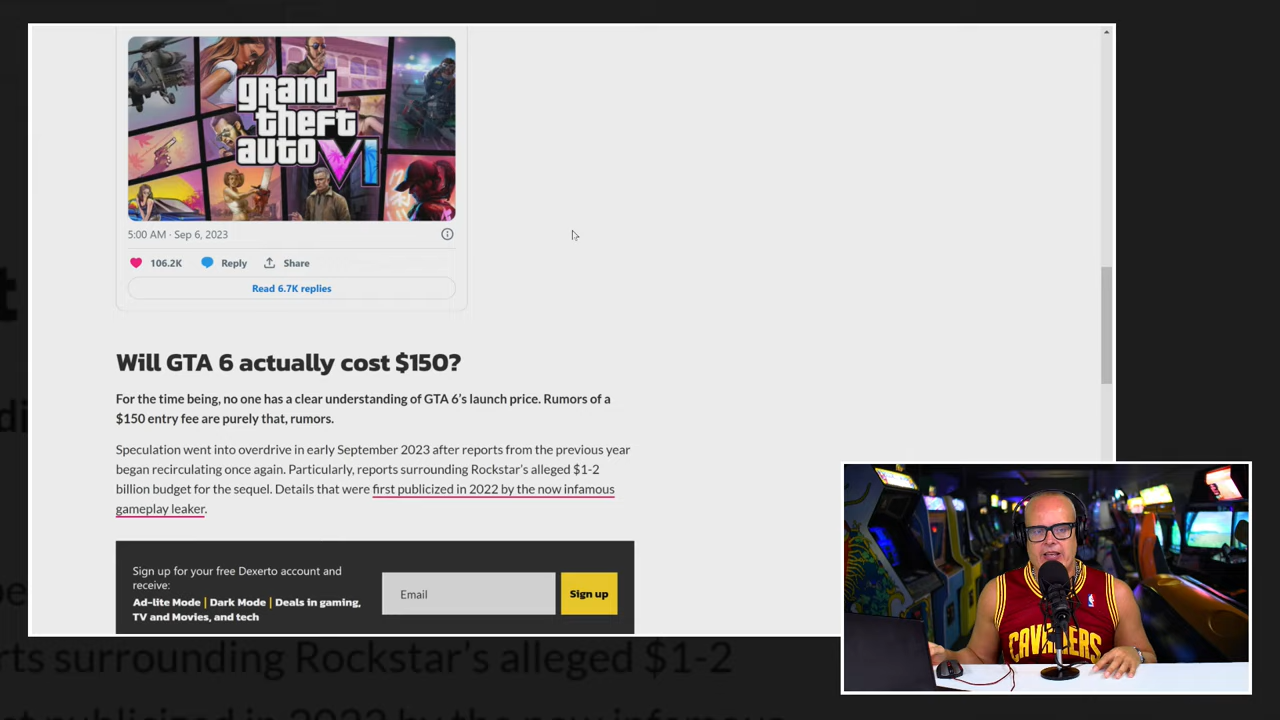 grand
theft
auto VI
5:00 AM · Sep 6, 2023
106.2K Reply Share
Read 6.7K replies
Will GTA 6 actually cost $150?
For the time being, no one has a clear understanding of GTA 6's launch price. Rumors of a
$150 entry fee are purely that, rumors.
Speculation went into overdrive in early September 2023 after reports from the previous year
began recirculating once again. Particularly, reports surrounding Rockstar's alleged $1-2
billion budget for the sequel. Details that were first publicized in 2022 by the now infamous
gameplay leaker.
Sign up for your free Dexerto account and
receive:
Ad-lite Mode | Dark Mode | Deals in gaming,
TV and Movies, and tech
Email
Sign up
CAVALIERS
rts surrounding Rockstar's alleged $1-2